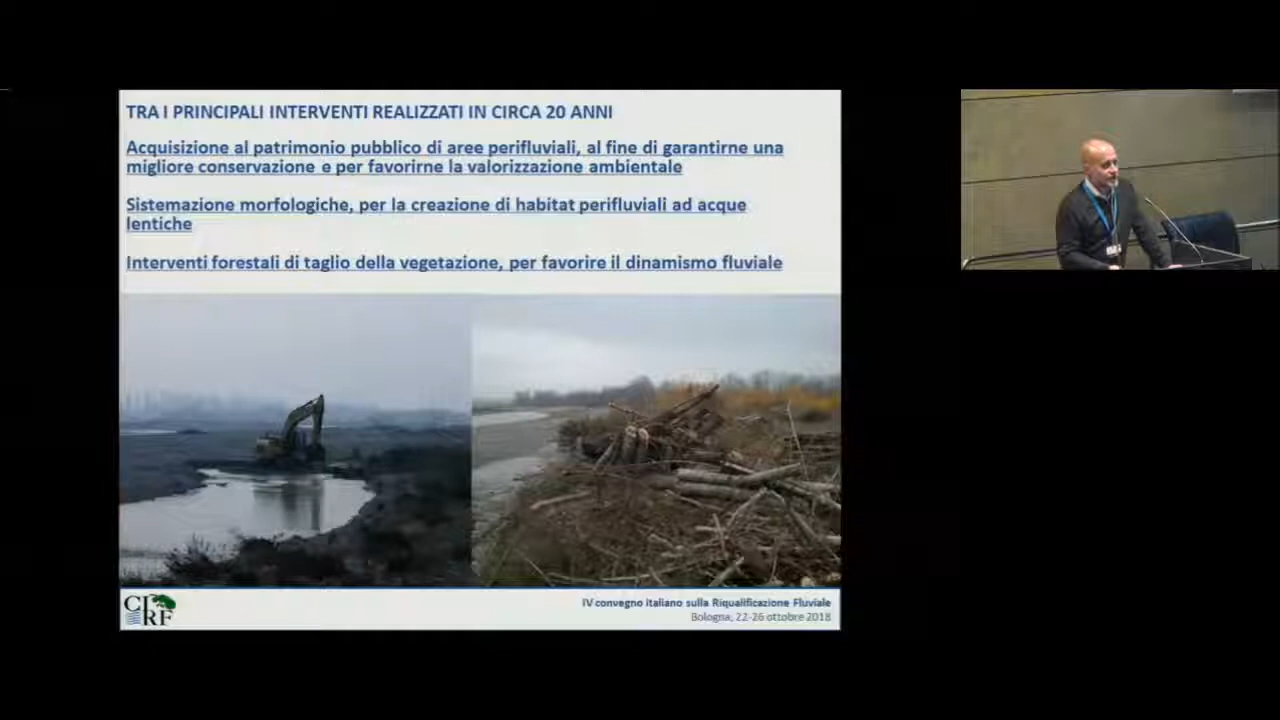 TRA I PRINCIPALI INTERVENTI REALIZZATI IN CIRCA 20 ANNI
Acquisizione al patrimonio pubblico di aree perifluviali, al fine di garantirne una
migliore conservazione e per favorirne la valorizzazione ambientale
Sistemazione morfologiche, per la creazione di habitat perifluviali ad acque
lentiche
Interventi forestali di taglio della vegetazione, per favorire il dinamismo fluviale
CIRF
IV convegno italiano sulla Riqualificazione Fluviale
Bologna, 22-26 ottobre 2018